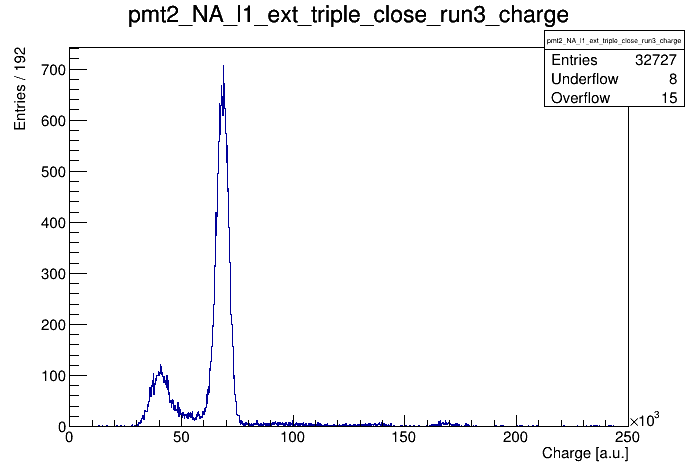 pmt2_NA_l1_ext_triple_close_run3_charge
pmt2_NA_l1_ext_triple_close_run3_charge
Entries 32727
Underflow 8
Overflow 15
Entries / 192
700
600
500
400
300
200
100
0
0 50 100 150 200 250
×10³
Charge [a.u.]